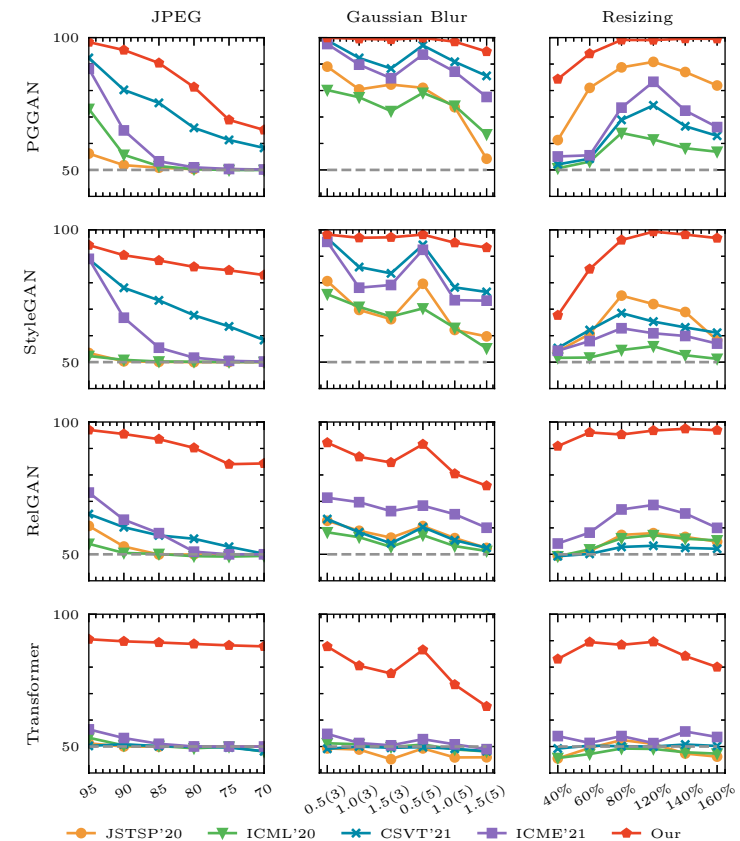 JPEG Gaussian Blur Resizing
100
PGGAN
50
100
StyleGAN
50
100
RelGAN
50
100
Transformer
50
95 90 85 80 75 70 0.5(3) 1.0(3) 1.5(3) 0.5(5) 1.0(5) 1.5(5) 40% 60% 80% 120% 140% 160%
JSTSP'20 ICML'20 CSVT'21 ICME'21 Our